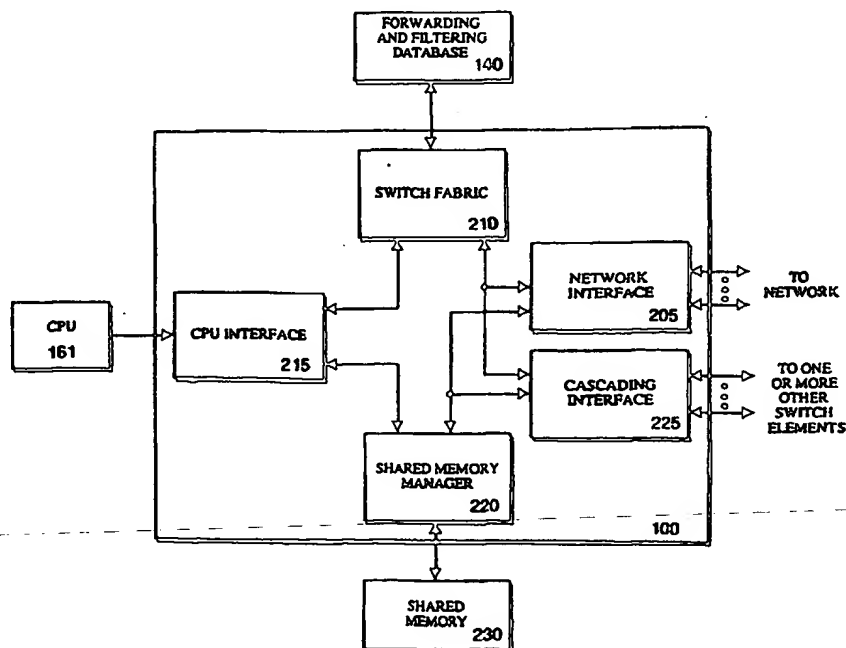 FORWARDING
AND FILTERING
DATABASE
140
SWITCH FABRIC
210
NETWORK
INTERFACE
205
TO
NETWORK
CPU
161
CPU INTERFACE
215
CASCADING
INTERFACE
225
TO ONE
OR MORE
OTHER
SWITCH
ELEMENTS
SHARED MEMORY
MANAGER
220
100
SHARED
MEMORY
230